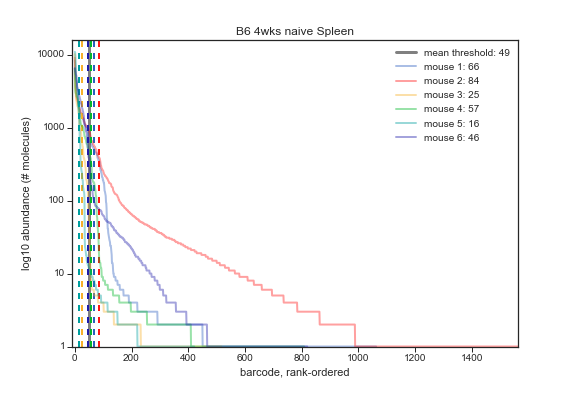 B6 4wks naive Spleen
10000
1000
100
10
1
log10 abundance (# molecules)
mean threshold: 49
mouse 1: 66
mouse 2: 84
mouse 3: 25
mouse 4: 57
mouse 5: 16
mouse 6: 46
0 200 400 600 800 1000 1200 1400
barcode, rank-ordered